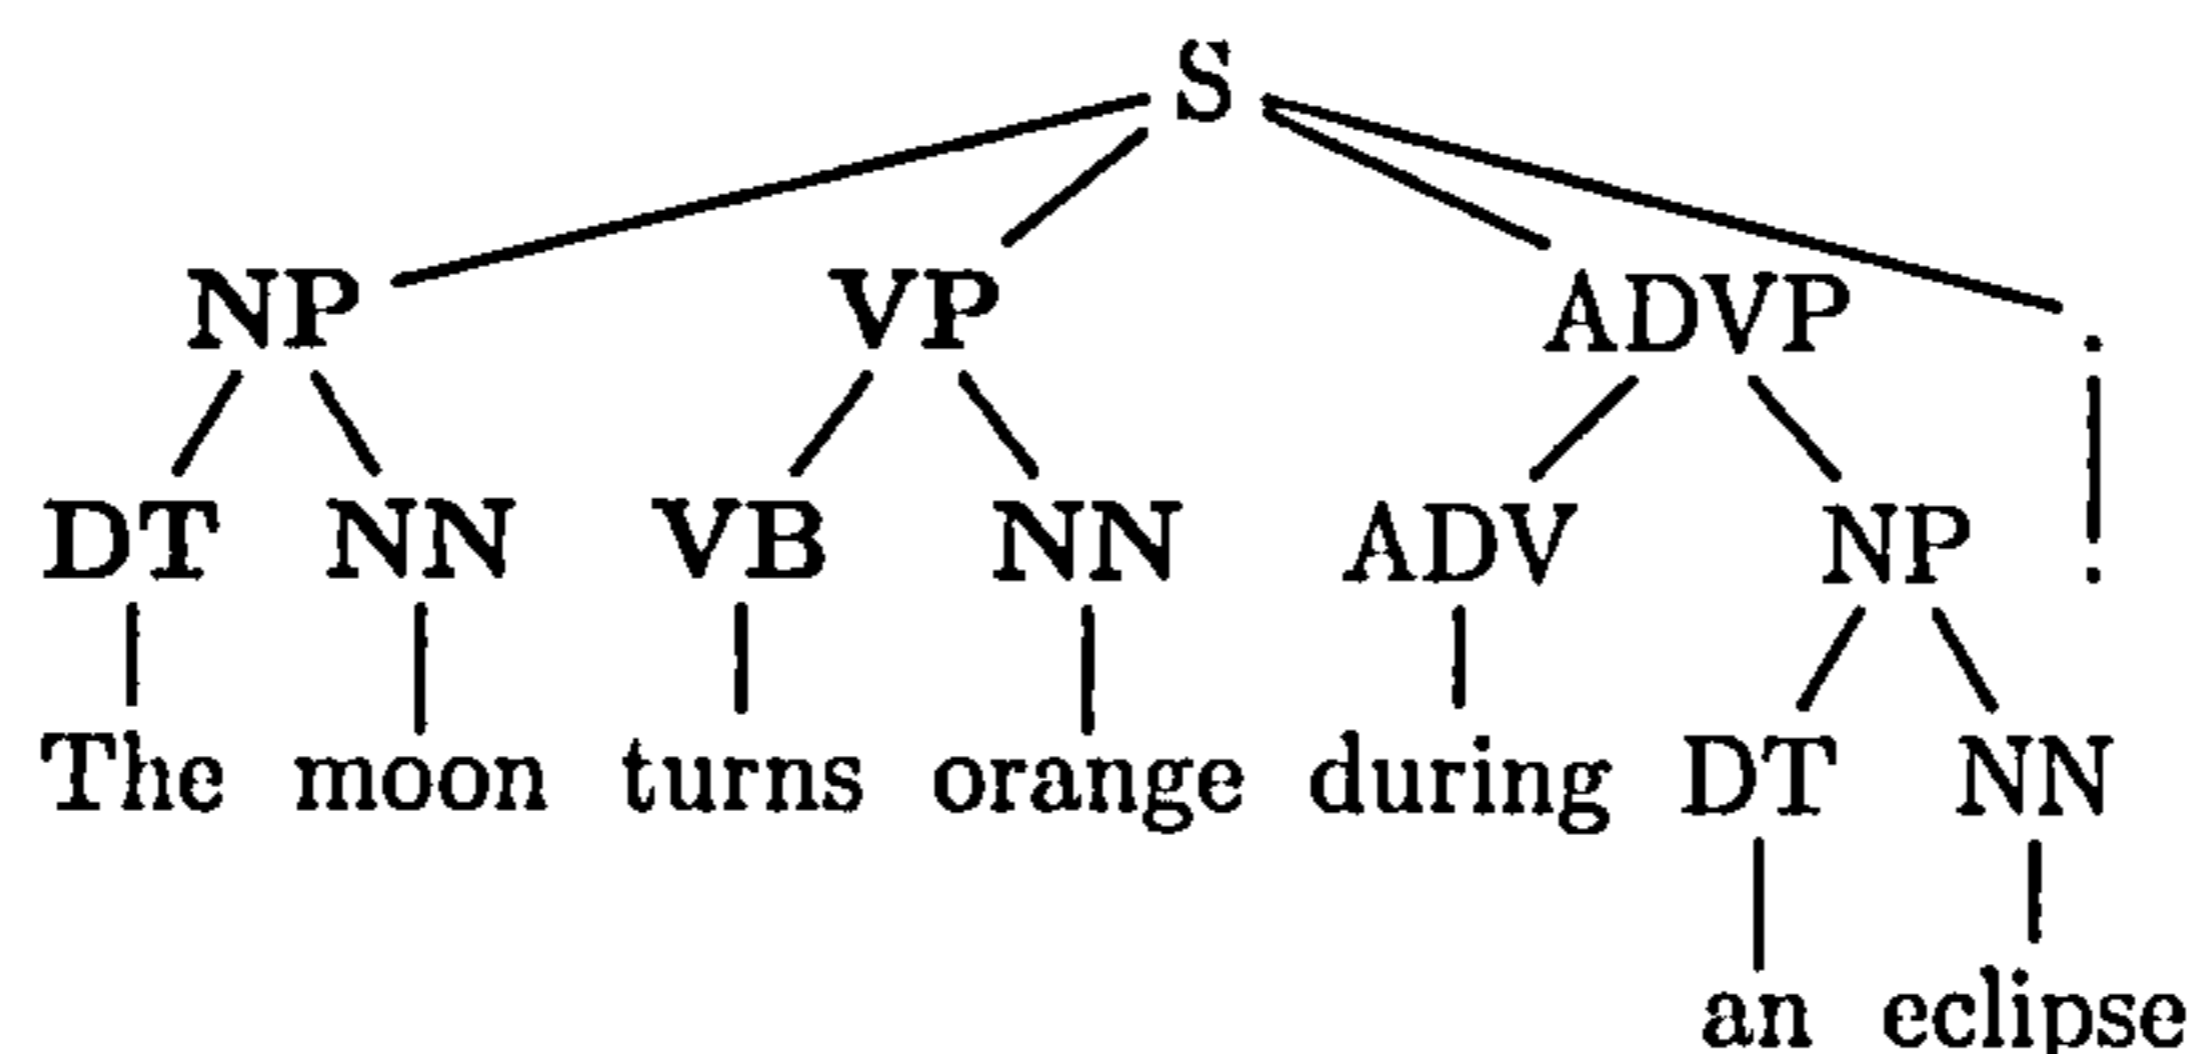 S
NP VP ADVP .
DT NN VB NN ADV NP .
The moon turns orange during DT NN
an eclipse